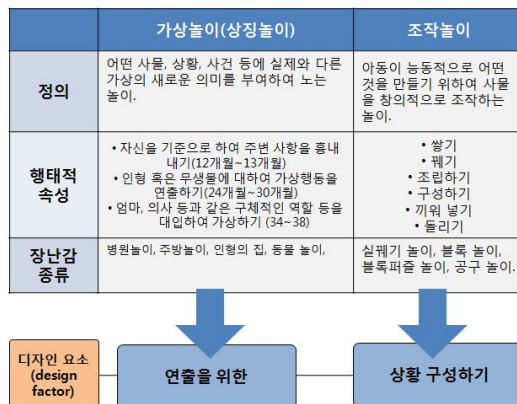 가상놀이(상징놀이)
조작놀이
정의
어떤 사물, 상황, 사건 등에 실제와 다른
가상의 새로운 의미를 부여하여 노는
놀이.
아동이 능동적으로 어떤
것을 만들기 위하여 사물
을 창의적으로 조작하는
놀이.
행태적
속성
• 자신을 기준으로 하여 주변 사항을 흉내
내기(12개월~13개월)
• 인형 혹은 무생물에 대하여 가상행동을
연출하기(24개월~30개월)
• 엄마, 의사 등과 같은 구체적인 역할 등을
대입하여 가상하기 (34~38)
• 쌓기
• 꿰기
• 조립하기
• 구성하기
• 끼워 넣기
• 돌리기
장난감
종류
병원놀이, 주방놀이, 인형의 집, 동물 놀이,
실꿰기 놀이, 블록 놀이,
블록퍼즐 놀이, 공구 놀이.
디자인 요소
(design
factor)
연출을 위한
상황 구성하기